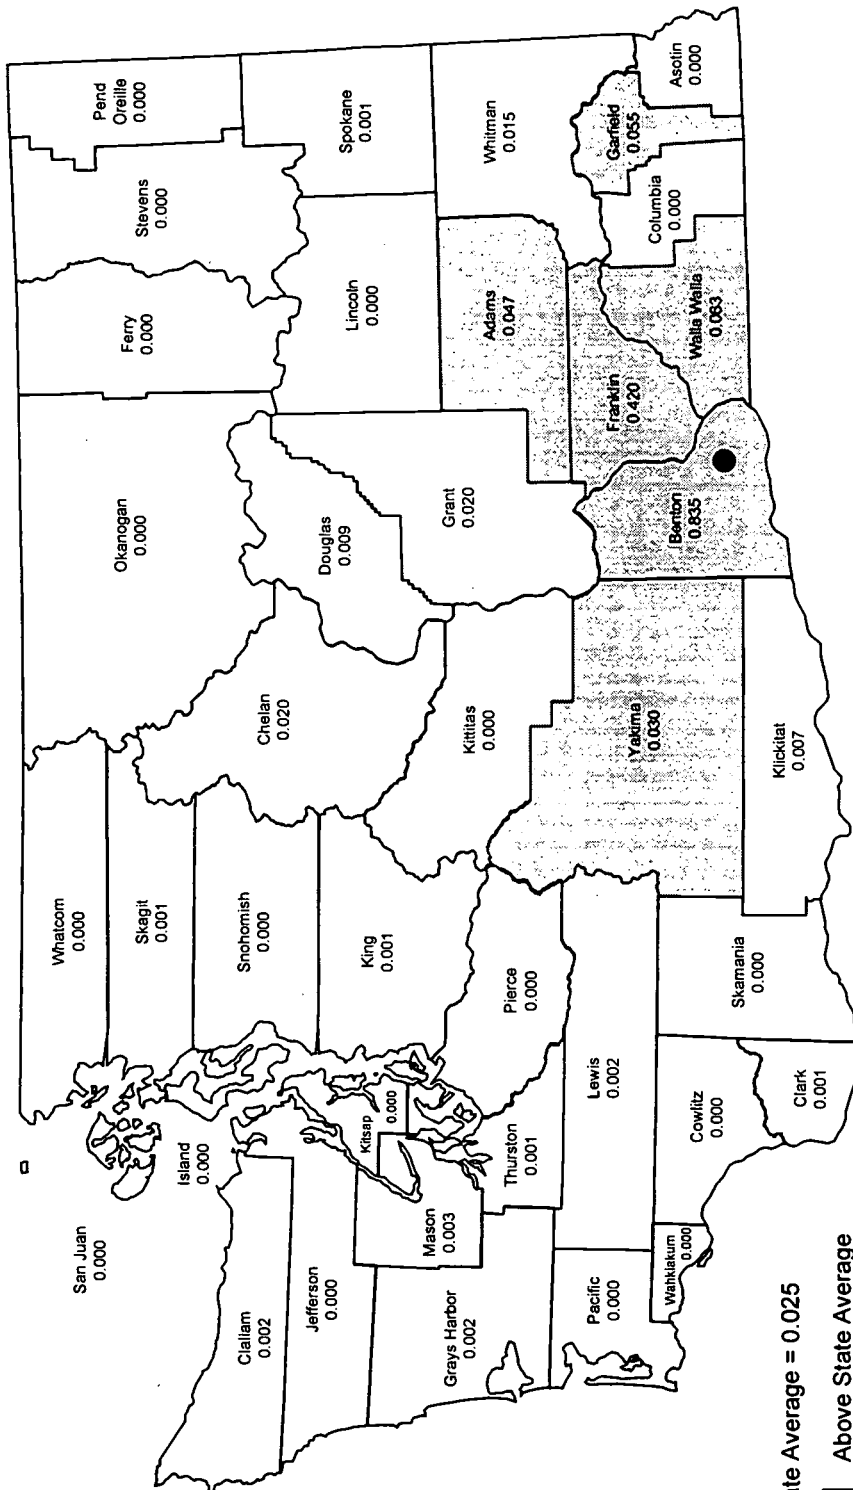 San Juan
0.000
Whatcom
0.000
Skagit
0.001
Island
0.000
Snohomish
0.000
Clallam
0.002
Jefferson
0.000
Kitsap
0.000
King
0.001
Mason
0.003
Grays Harbor
0.002
Thurston
0.001
Pierce
0.000
Pacific
0.000
Lewis
0.002
Wahkiakum
0.000
Cowlitz
0.000
Clark
0.001
Skamania
0.000
Okanogan
0.000
Chelan
0.020
Douglas
0.009
Kittitas
0.000
Grant
0.020
Yakima
0.030
Klickitat
0.007
Benton
0.835
Ferry
0.000
Stevens
0.000
Pend
Oreille
0.000
Lincoln
0.000
Spokane
0.001
Adams
0.047
Whitman
0.015
Franklin
0.420
Walla Walla
0.063
Columbia
0.000
Garfield
0.055
Asotin
0.000
Average = 0.025
Above State Average